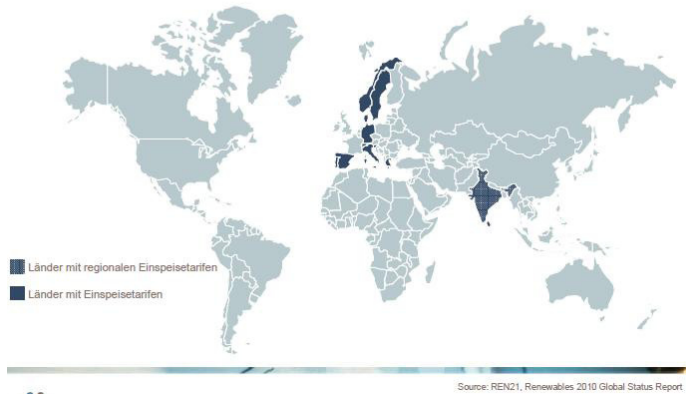 Länder mit regionalen Einspeisetarifen
Länder mit Einspeisetarifen
Source: REN21, Renewables 2010 Global Status Report